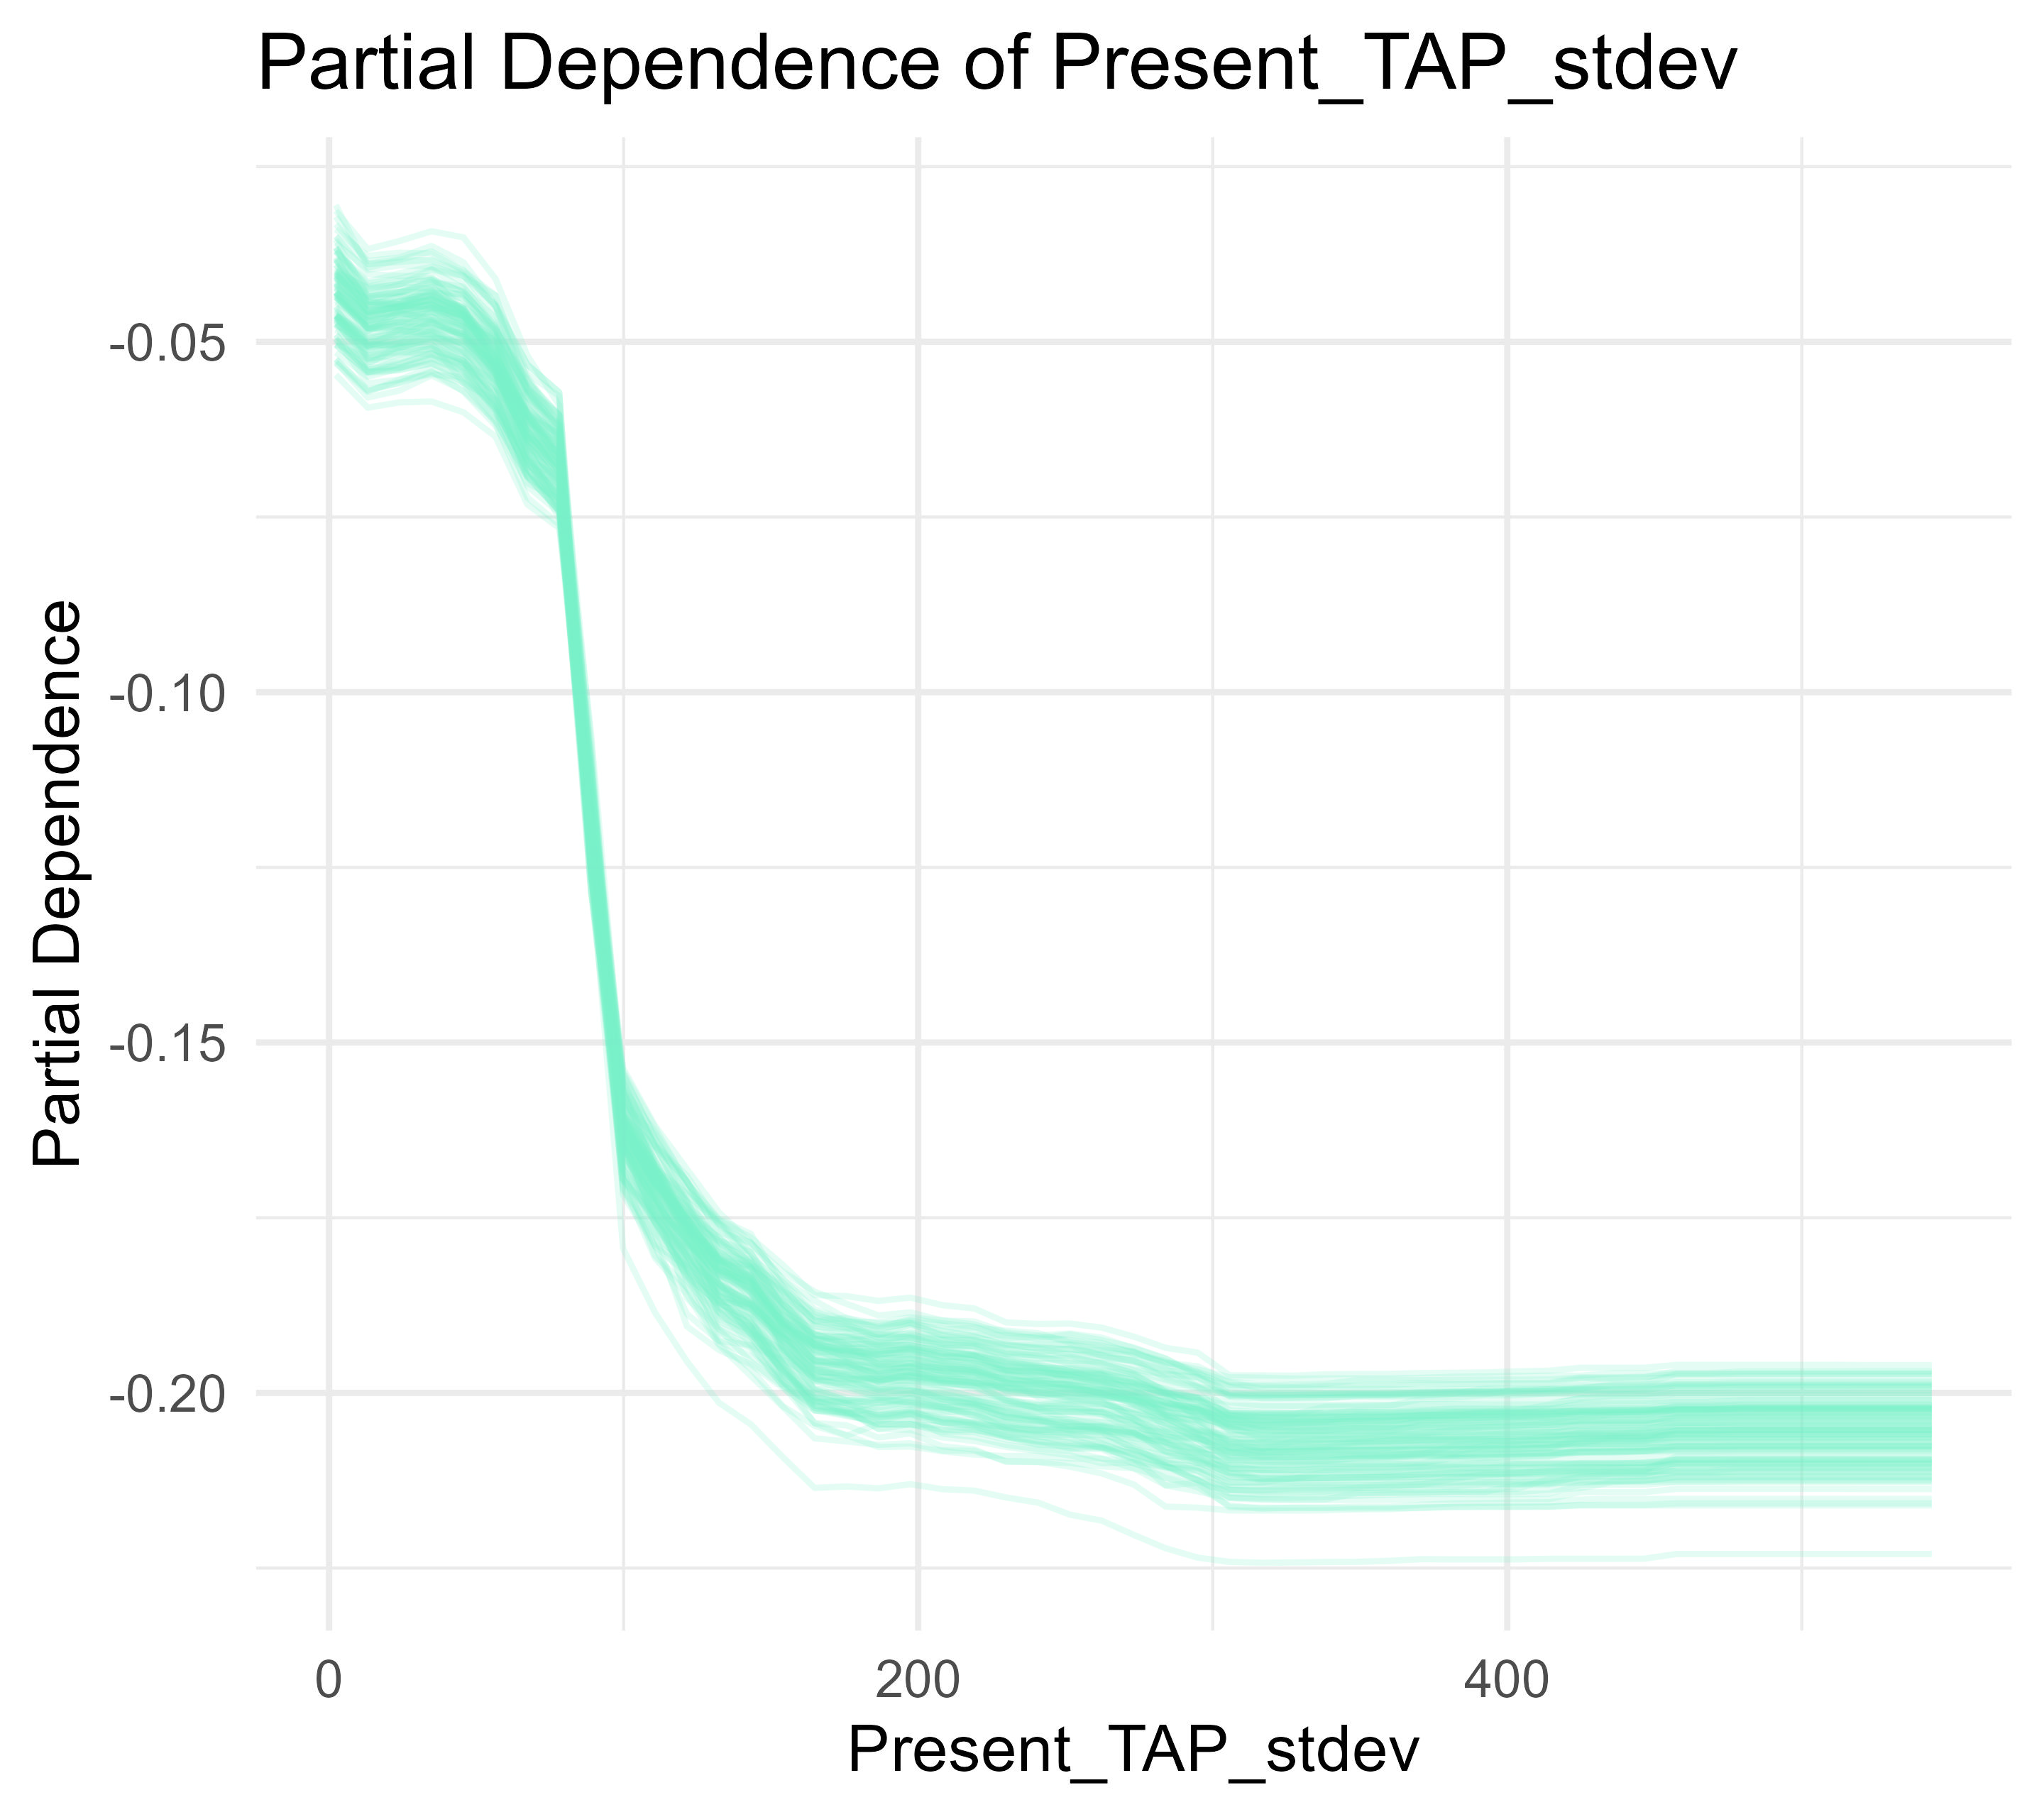 Partial Dependence of Present_TAP_stdev
Partial Dependence
-0.05
-0.10
-0.15
-0.20
0 200 400
Present_TAP_stdev